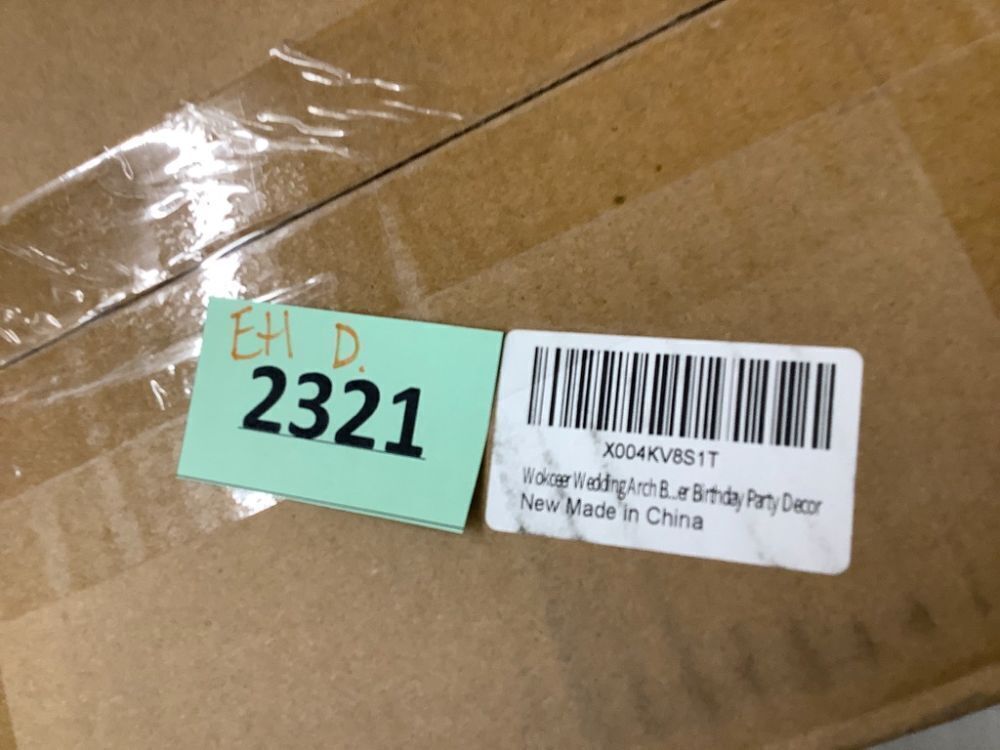 EH D.
2321
X004KV8S1T
Wokceer Wedding Arch B...er Birthday Party Decor
New Made in China